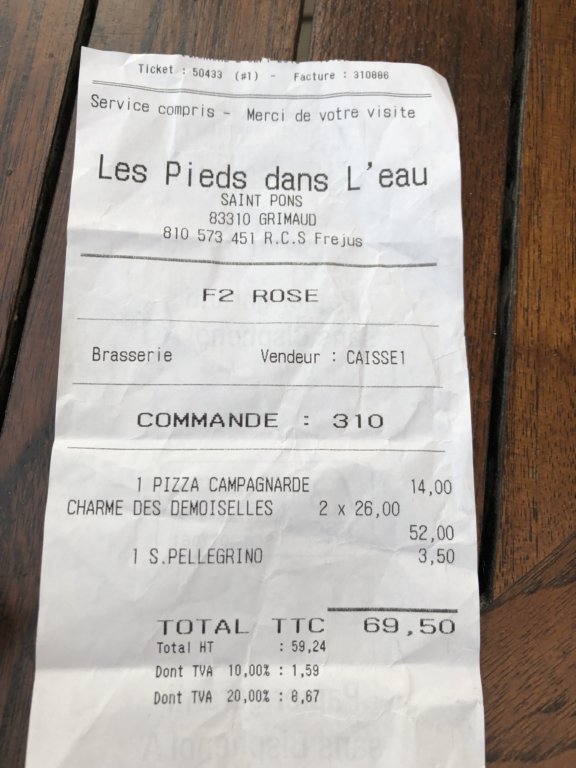 Ticket : 50433 (#1) - Facture : 310886
Service compris - Merci de votre visite
Les Pieds dans L'eau
SAINT PONS
83310 GRIMAUD
810 573 451 R.C.S Frejus
F2 ROSE
Brasserie Vendeur : CAISSE1
COMMANDE : 310
1 PIZZA CAMPAGNARDE 14,00
CHARME DES DEMOISELLES 2 x 26,00
52,00
1 S.PELLEGRINO 3,50
TOTAL TTC 69,50
Total HT : 59,24
Dont TVA 10,00% : 1,59
Dont TVA 20,00% : 8,67